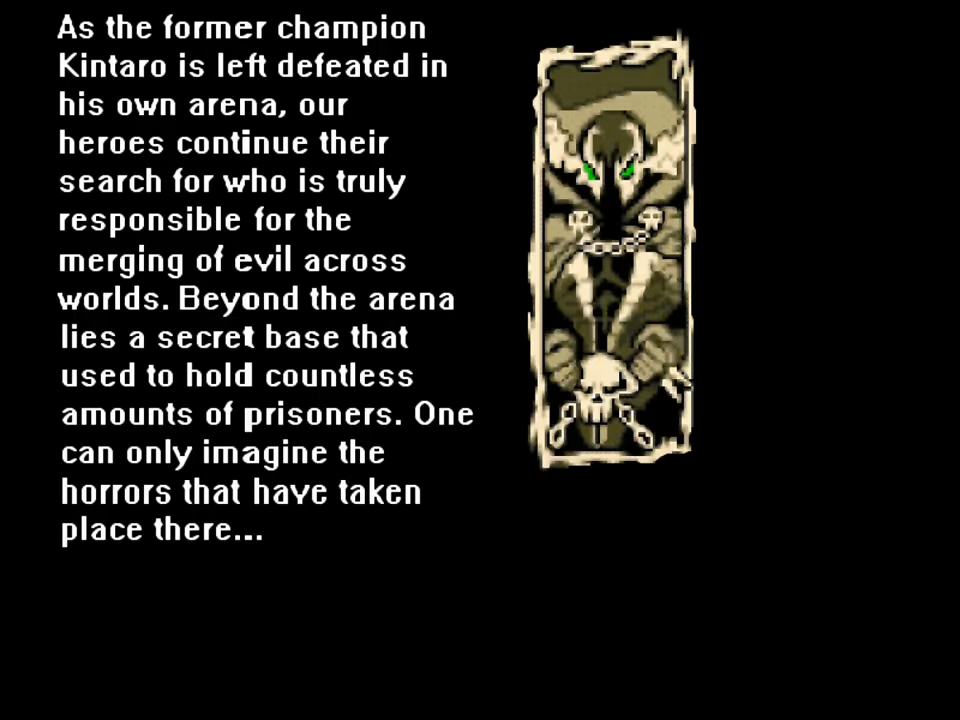 As the former champion
Kintaro is left defeated in
his own arena, our
heroes continue their
search for who is truly
responsible for the
merging of evil across
worlds. Beyond the arena
lies a secret base that
used to hold countless
amounts of prisoners. One
can only imagine the
horrors that have taken
place there...